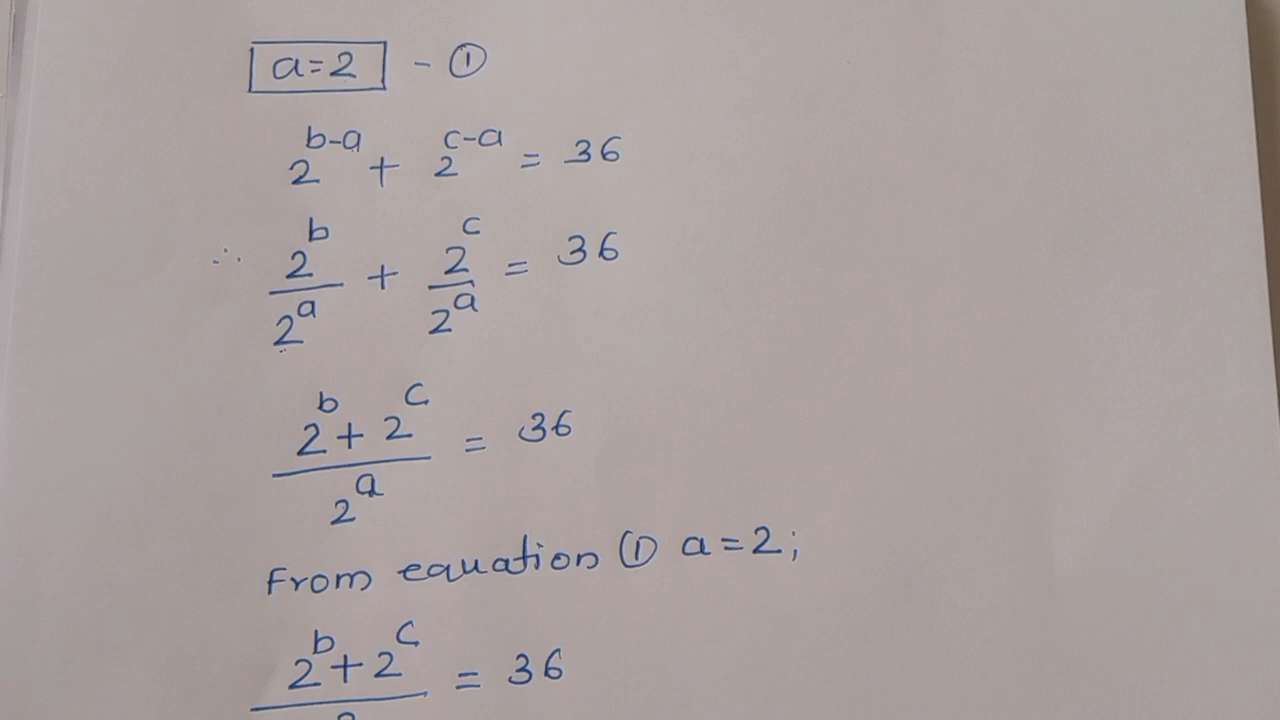 a=2 - ①
2^(b-a) + 2^(c-a) = 36
∴ 2^b/2^a + 2^c/2^a = 36
(2^b + 2^c)/2^a = 36
From equation ① a=2;
2^b + 2^c = 36